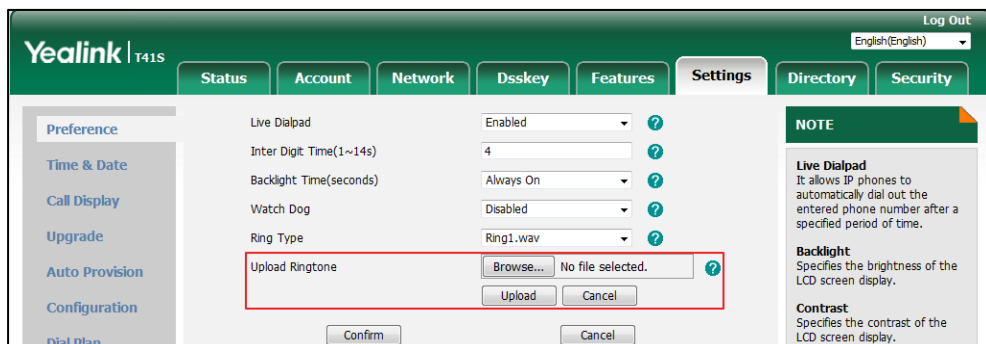 Log Out
Yealink | T41S
English(English)
Status Account Network Dsskey Features Settings Directory Security
Preference
Time & Date
Call Display
Upgrade
Auto Provision
Configuration
Dial Plan
Live Dialpad Enabled ?
Inter Digit Time(1~14s) 4 ?
Backlight Time(seconds) Always On ?
Watch Dog Disabled ?
Ring Type Ring1.wav ?
Upload Ringtone Browse... No file selected. ?
Upload Cancel
Confirm Cancel
NOTE
Live Dialpad
It allows IP phones to
automatically dial out the
entered phone number after a
specified period of time.
Backlight
Specifies the brightness of the
LCD screen display.
Contrast
Specifies the contrast of the
LCD screen display.